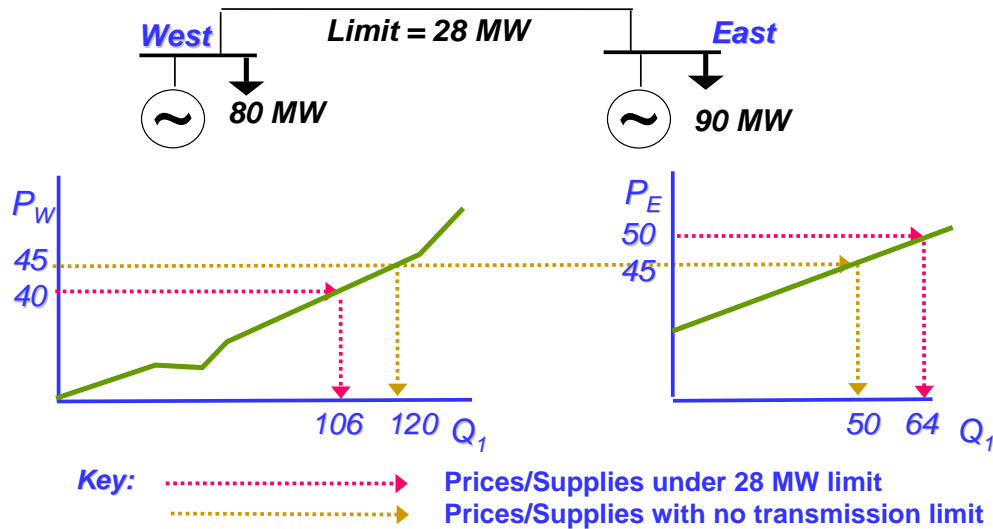 West
Limit = 28 MW
East
80 MW
90 MW
P_W
45
40
106
120
Q_1
P_E
50
45
50
64
Q_1
Key:
Prices/Supplies under 28 MW limit
Prices/Supplies with no transmission limit